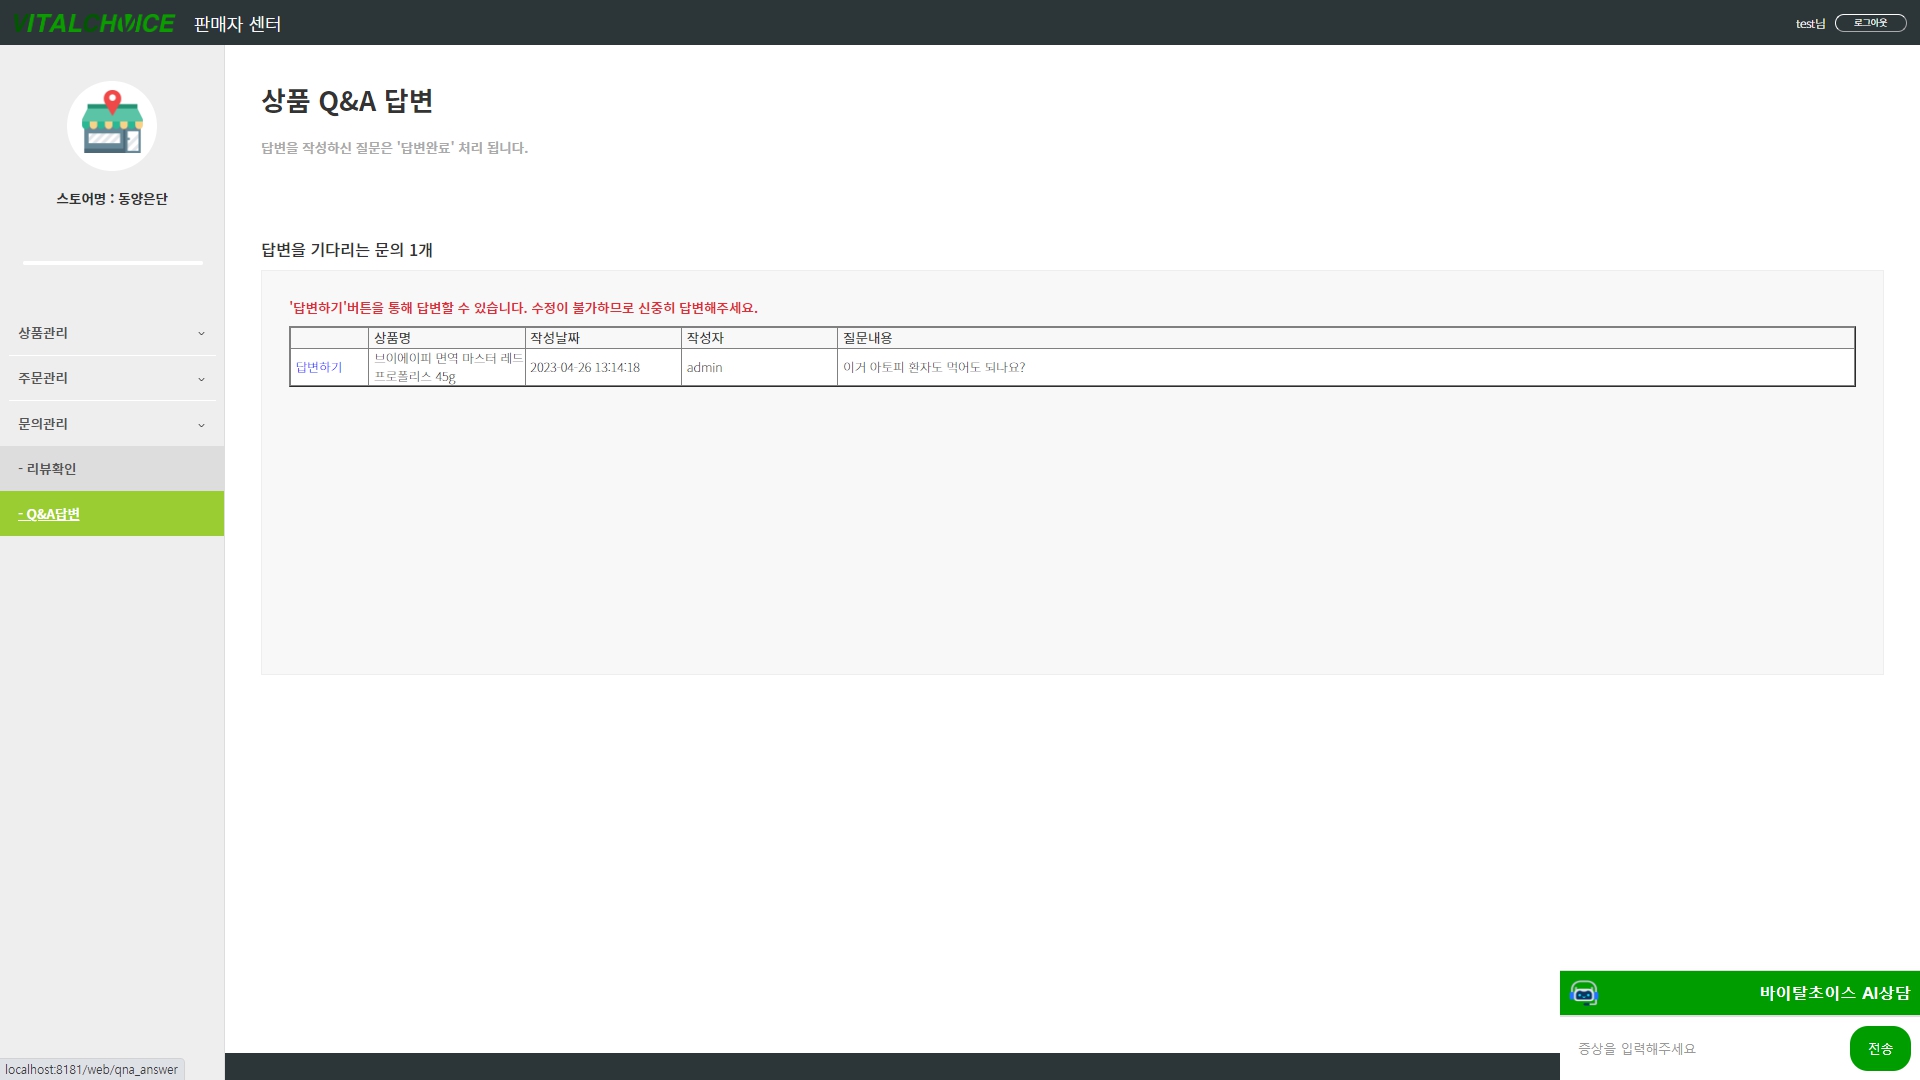 VITALCHOICE 판매자 센터
test님 로그아웃
스토어명 : 동양은단
상품관리
주문관리
문의관리
- 리뷰확인
- Q&A답변
상품 Q&A 답변
답변을 작성하신 질문은 '답변완료' 처리 됩니다.
답변을 기다리는 문의 1개
'답변하기'버튼을 통해 답변할 수 있습니다. 수정이 불가하므로 신중히 답변해주세요.
상품명 작성날짜 작성자 질문내용
답변하기 브이에이피 면역 마스터 레드 프로폴리스 45g 2023-04-26 13:14:18 admin 이거 아토피 환자도 먹어도 되나요?
바이탈초이스 AI상담
증상을 입력해주세요 전송
localhost:8181/web/qna_answer